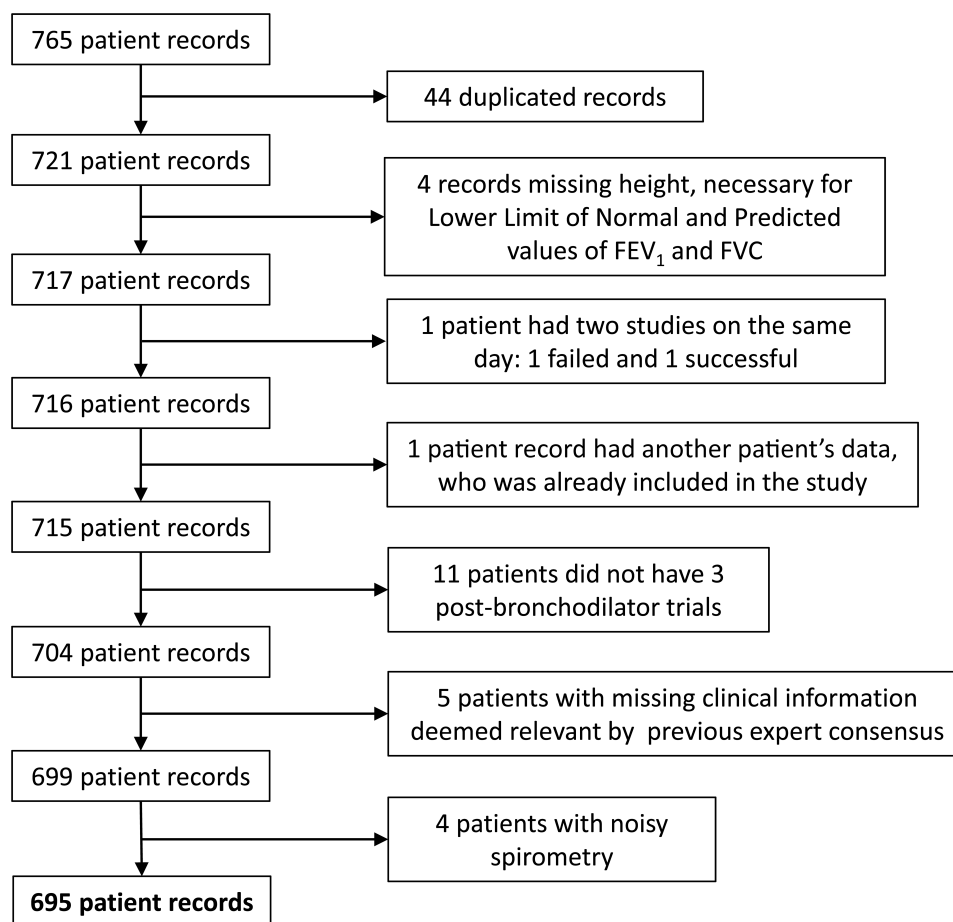 765 patient records
44 duplicated records
721 patient records
4 records missing height, necessary for
Lower Limit of Normal and Predicted
values of FEV₁ and FVC
717 patient records
1 patient had two studies on the same
day: 1 failed and 1 successful
716 patient records
1 patient record had another patient’s data,
who was already included in the study
715 patient records
11 patients did not have 3
post-bronchodilator trials
704 patient records
5 patients with missing clinical information
deemed relevant by previous expert consensus
699 patient records
4 patients with noisy
spirometry
695 patient records